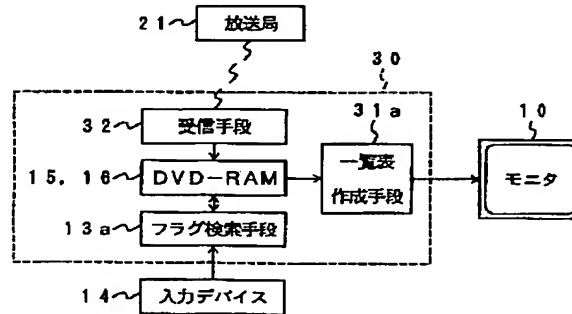 21 放送局
30
32 受信手段
31a
一覧表
作成手段
10
モニタ
15, 16 DVD-RAM
13a フラグ検索手段
14 入力デバイス